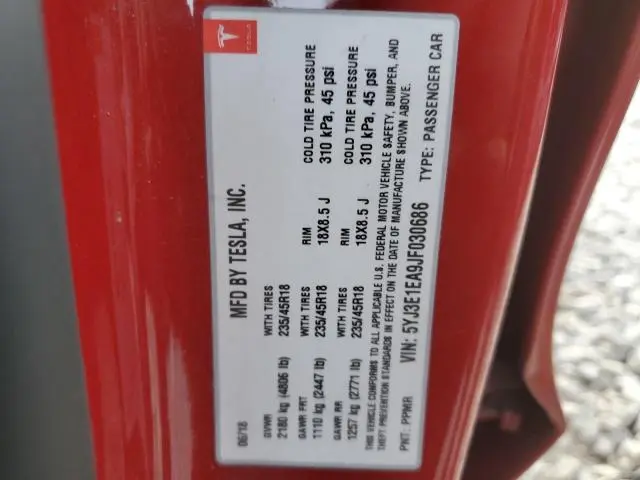 TESLA
06/18 MFD BY TESLA, INC.
GVWR WITH TIRES
2180 kg (4806 lb) 235/45R18
GAWR FRT WITH TIRES RIM COLD TIRE PRESSURE
1110 kg (2447 lb) 235/45R18 18X8.5 J 310 kPa, 45 psi
GAWR RR WITH TIRES RIM COLD TIRE PRESSURE
1257 kg (2771 lb) 235/45R18 18X8.5 J 310 kPa, 45 psi
THIS VEHICLE CONFORMS TO ALL APPLICABLE U.S. FEDERAL MOTOR VEHICLE SAFETY, BUMPER, AND
THEFT PREVENTION STANDARDS IN EFFECT ON THE DATE OF MANUFACTURE SHOWN ABOVE.
PNT: PPMR VIN: 5YJ3E1EA9JF030686 TYPE: PASSENGER CAR